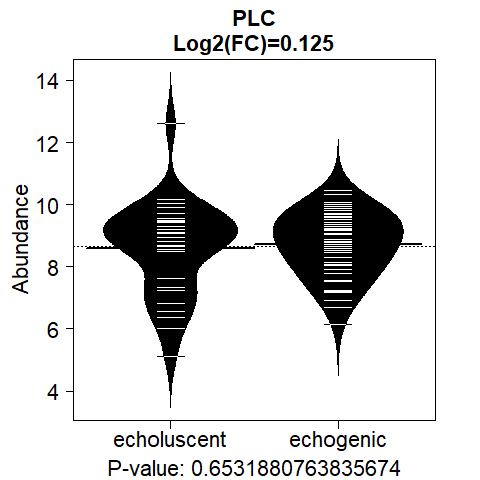 PLC
Log2(FC)=0.125
14
12
10
8
6
4
Abundance
echoluscent echogenic
P-value: 0.6531880763835674